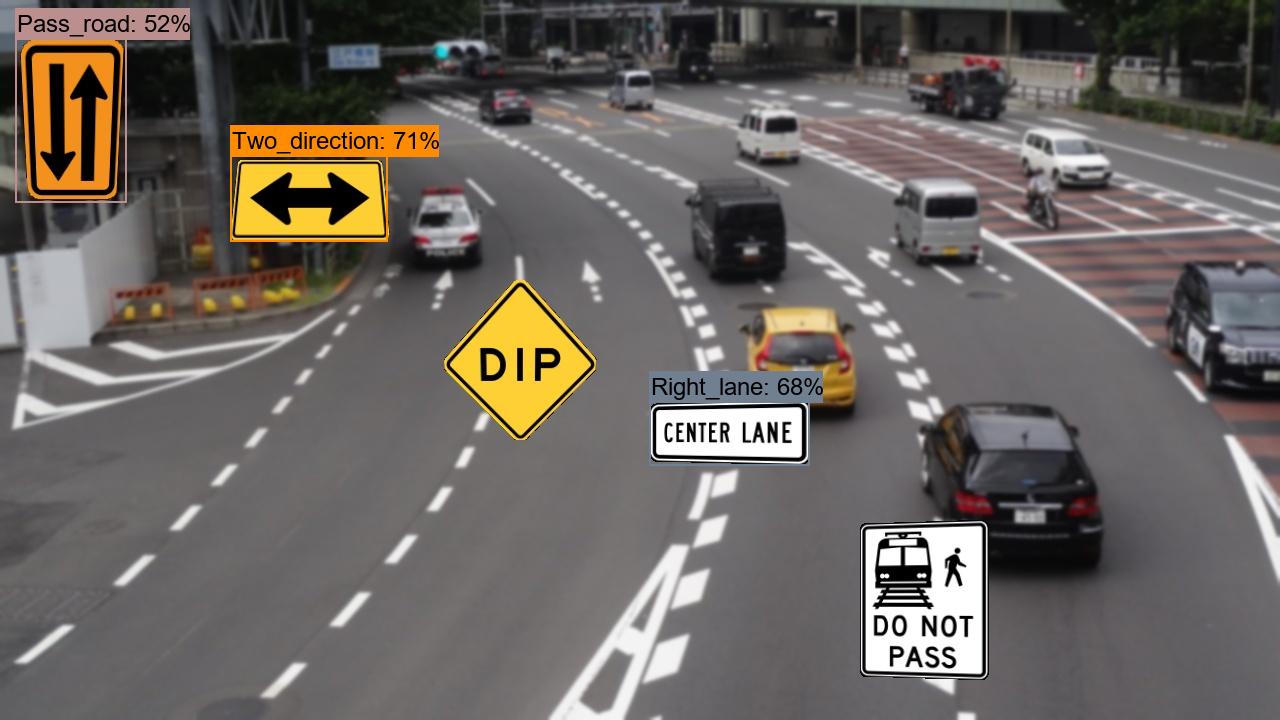 Pass_road: 52%
Two_direction: 71%
DIP
Right_lane: 68%
CENTER LANE
DO NOT
PASS